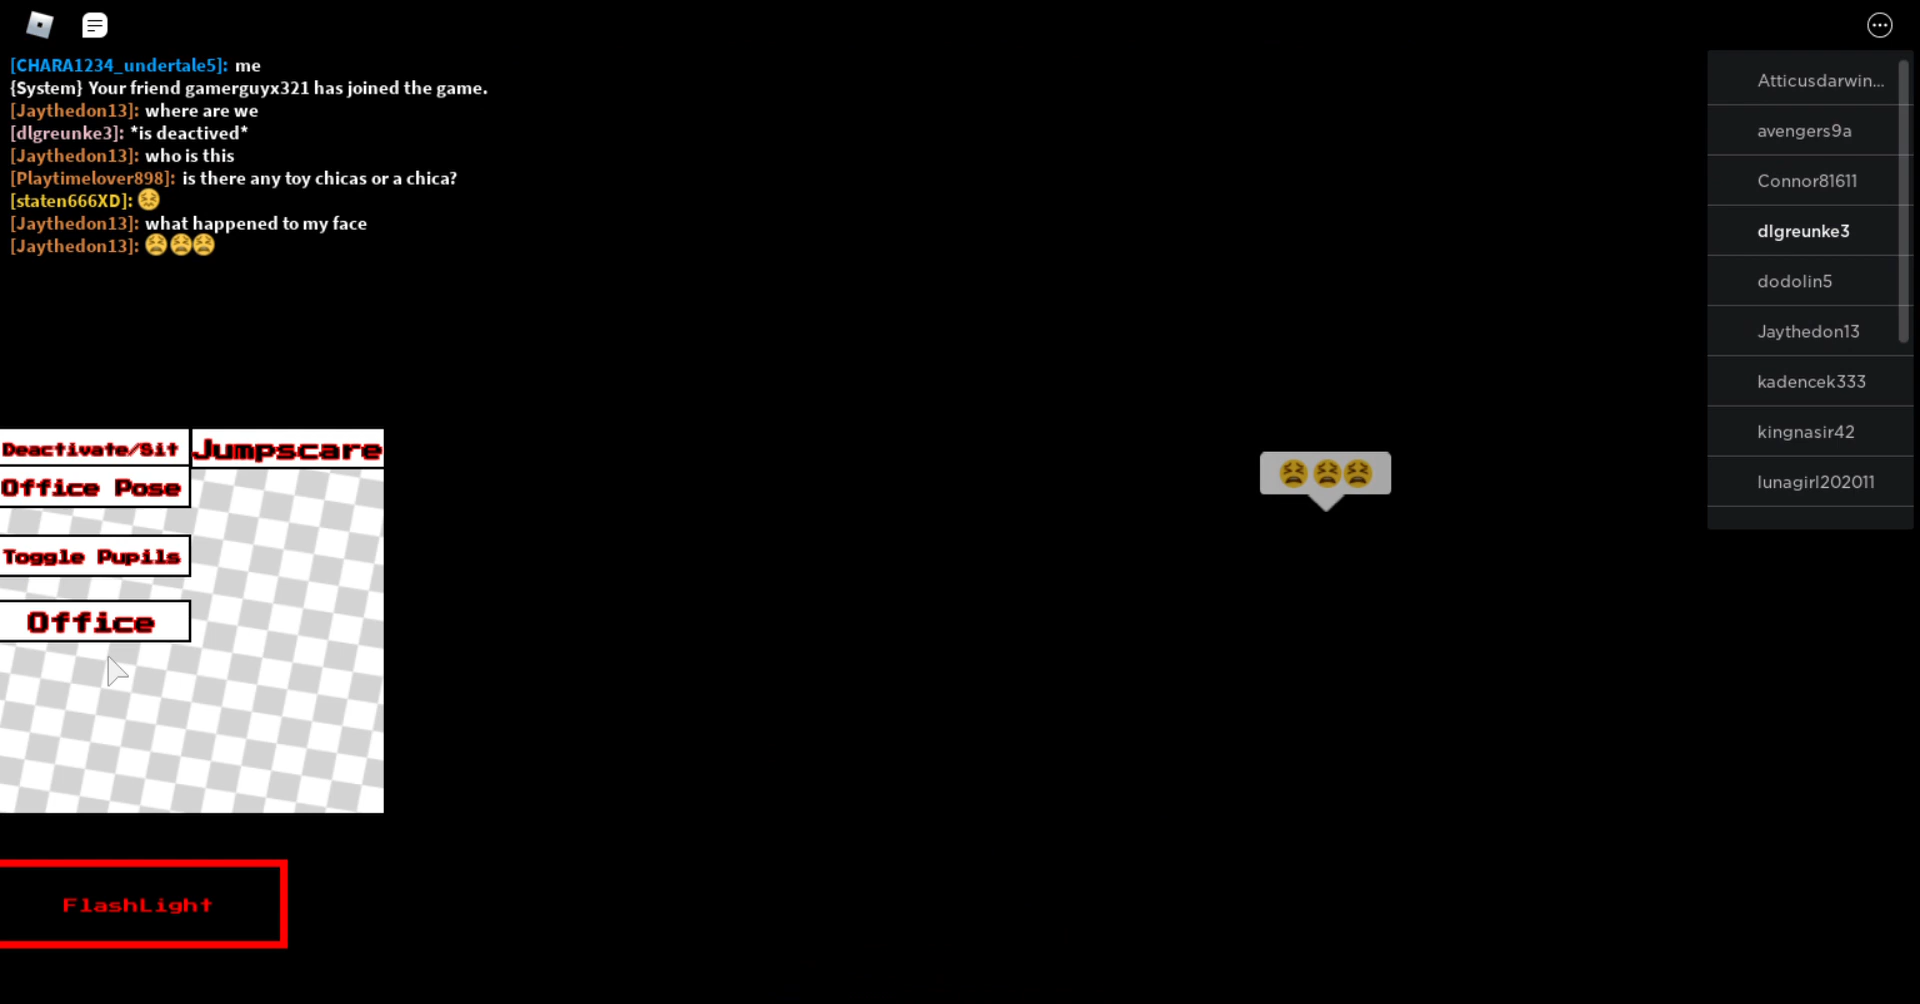 [CHARA1234_undertale5]: me
{System} Your friend gamerguyx321 has joined the game.
[Jaythedon13]: where are we
[dlgreunke3]: *is deactived*
[Jaythedon13]: who is this
[Playtimelover898]: is there any toy chicas or a chica?
[staten666XD]: 😖
[Jaythedon13]: what happened to my face
[Jaythedon13]: 😫😫😫
Atticusdarwin...
avengers9a
Connor81611
dlgreunke3
dodolin5
Jaythedon13
kadencek333
kingnasir42
lunagirl202011
Deactivate/Sit
Jumpscare
Office Pose
Toggle Pupils
Office
😫😫😫
FlashLight